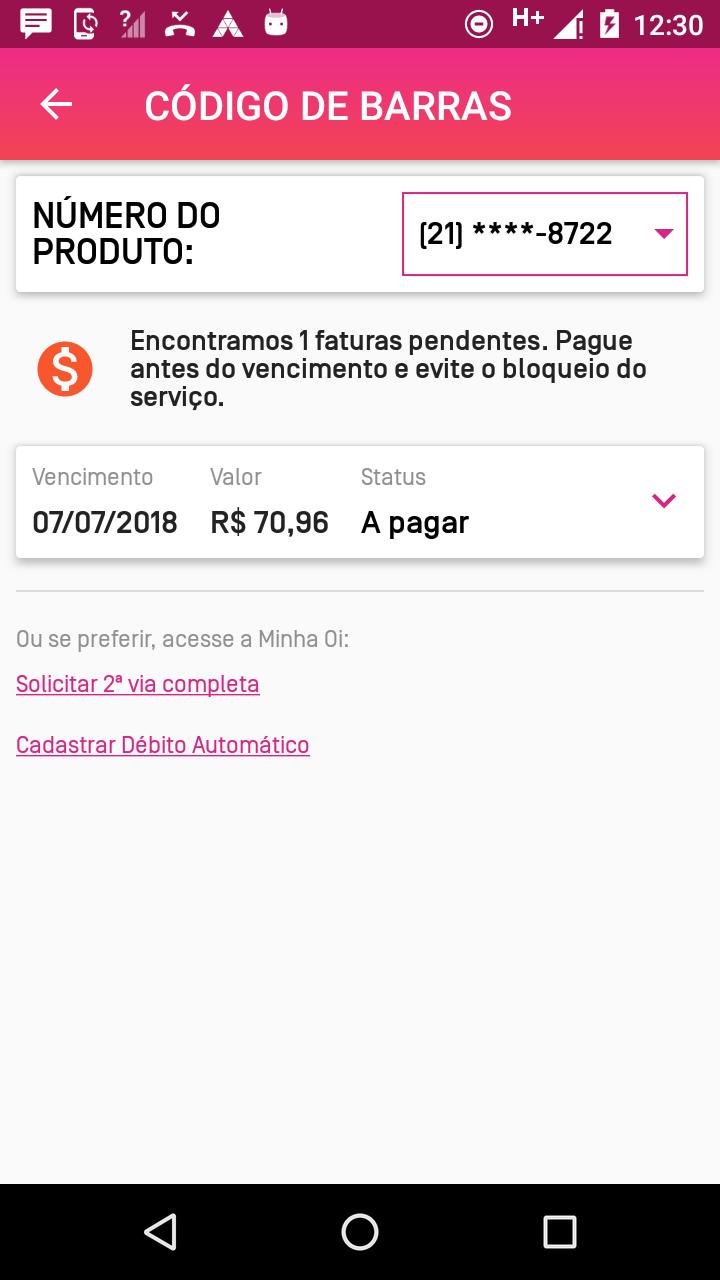 H+ 12:30
CÓDIGO DE BARRAS
NÚMERO DO
PRODUTO:
(21) ****-8722
Encontramos 1 faturas pendentes. Pague
antes do vencimento e evite o bloqueio do
serviço.
Vencimento Valor Status
07/07/2018 R$ 70,96 A pagar
Ou se preferir, acesse a Minha Oi:
Solicitar 2ª via completa
Cadastrar Débito Automático